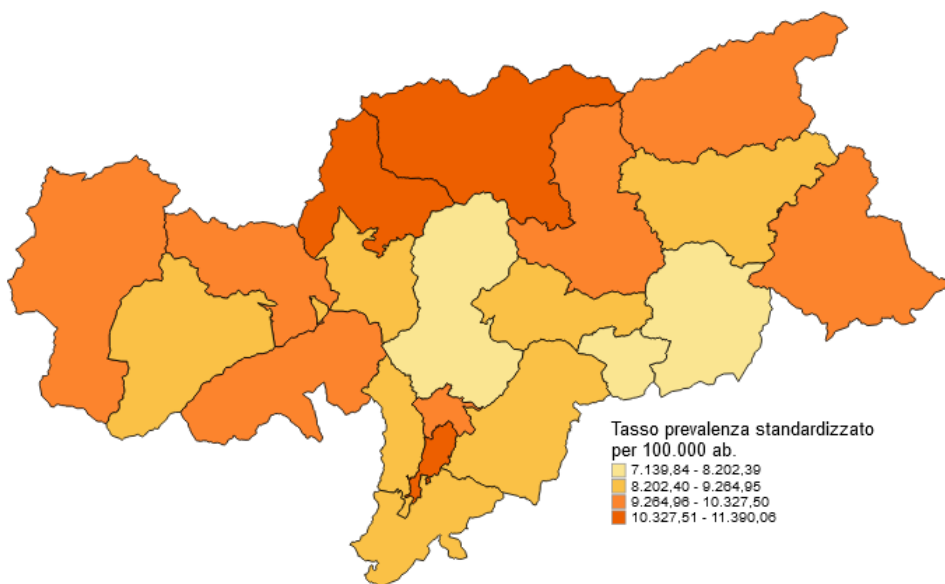 Tasso prevalenza standardizzato
per 100.000 ab.
7.139,84 - 8.202,39
8.202,40 - 9.264,95
9.264,96 - 10.327,50
10.327,51 - 11.390,06